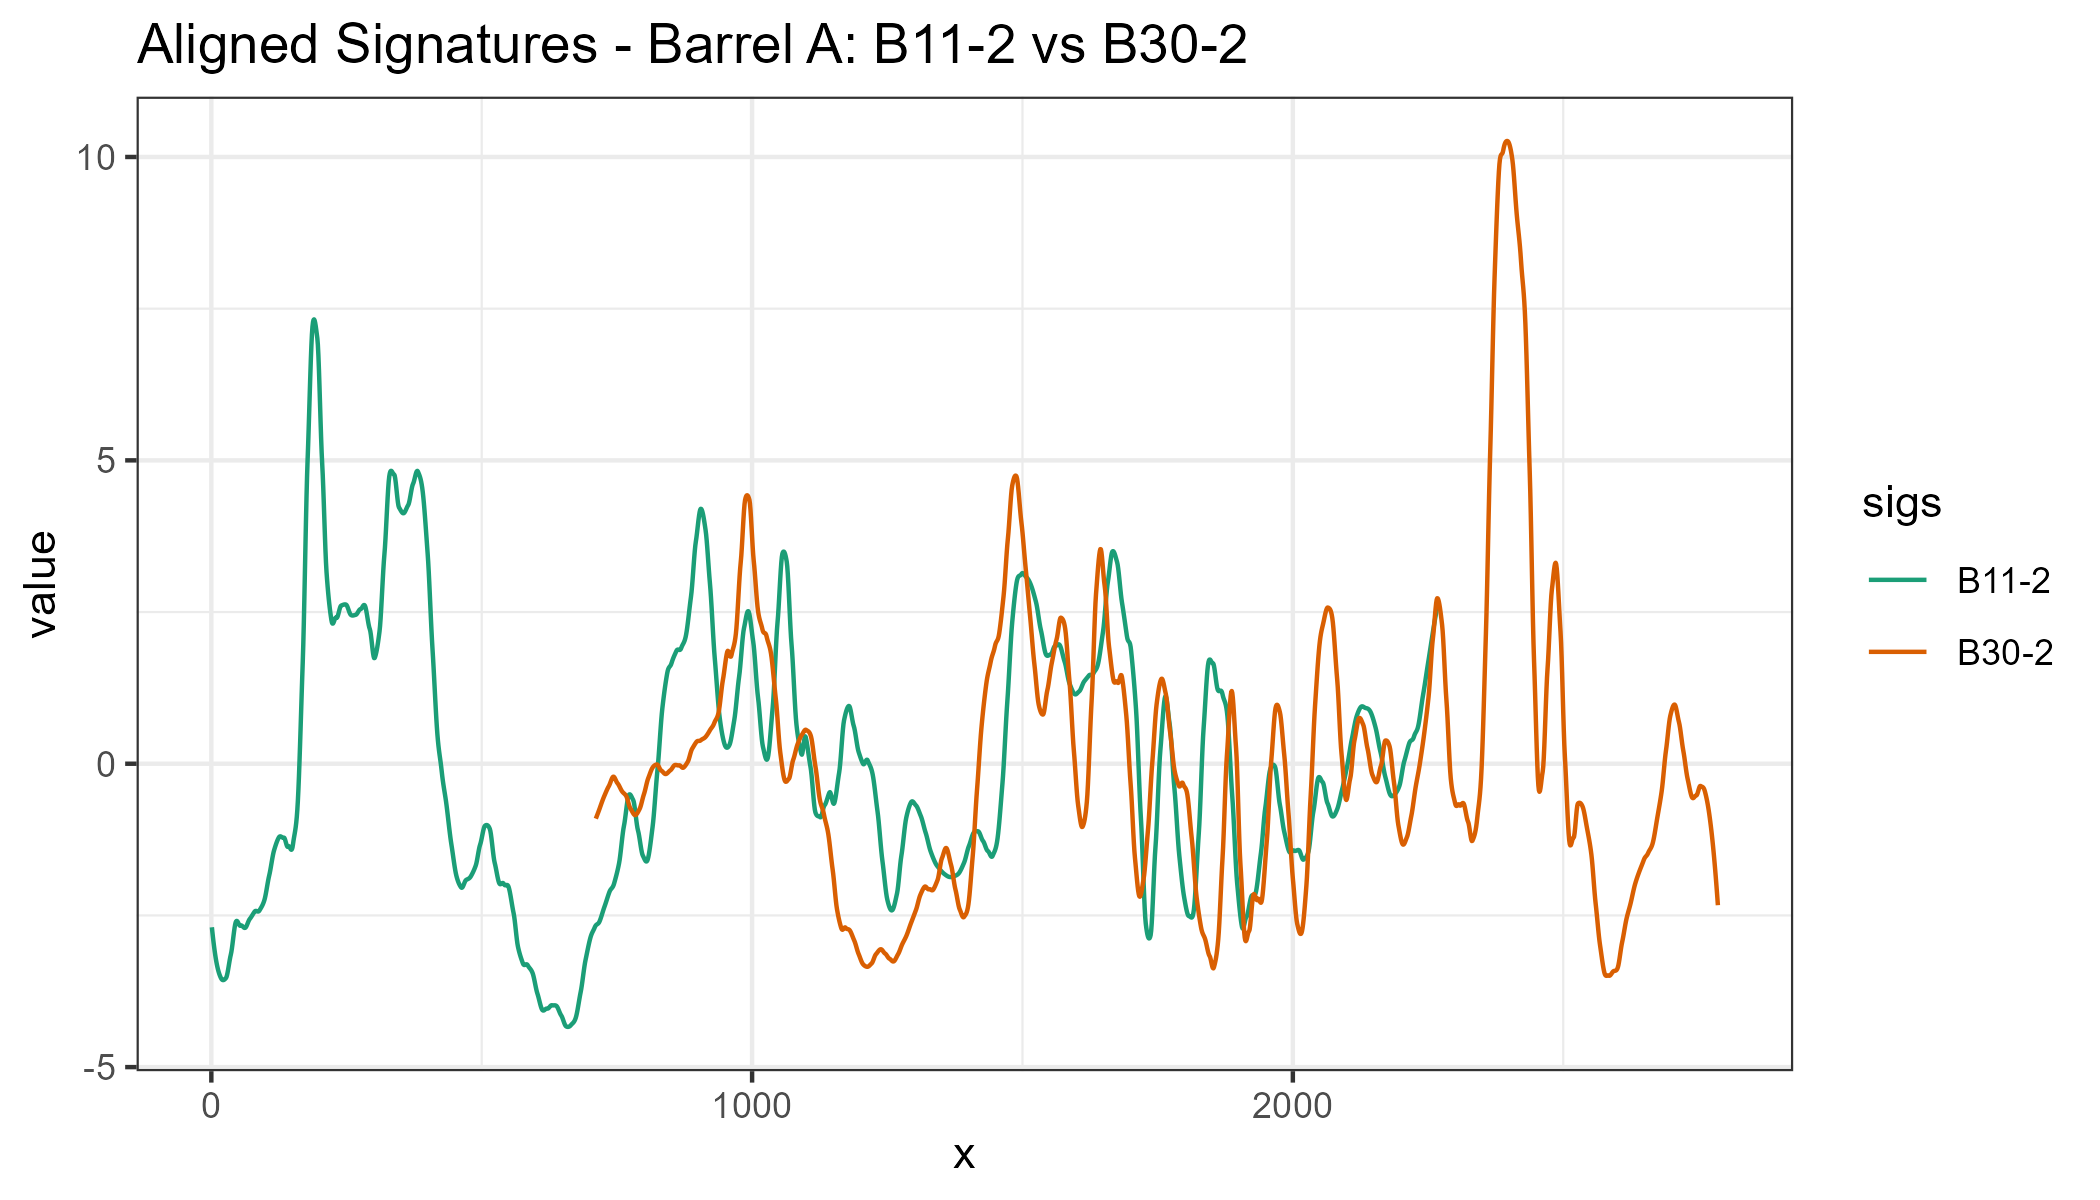 Aligned Signatures - Barrel A: B11-2 vs B30-2
10
5
0
-5
value
0
1000
2000
x
sigs
B11-2
B30-2